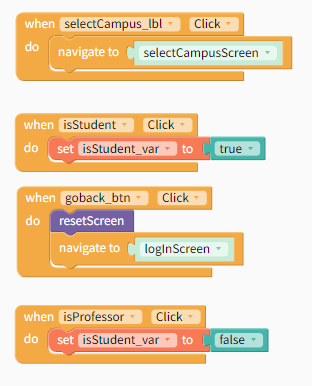 when selectCampus_lbl Click
do navigate to selectCampusScreen
when isStudent Click
do set isStudent_var to true
when goback_btn Click
do resetScreen
navigate to logInScreen
when isProfessor Click
do set isStudent_var to false